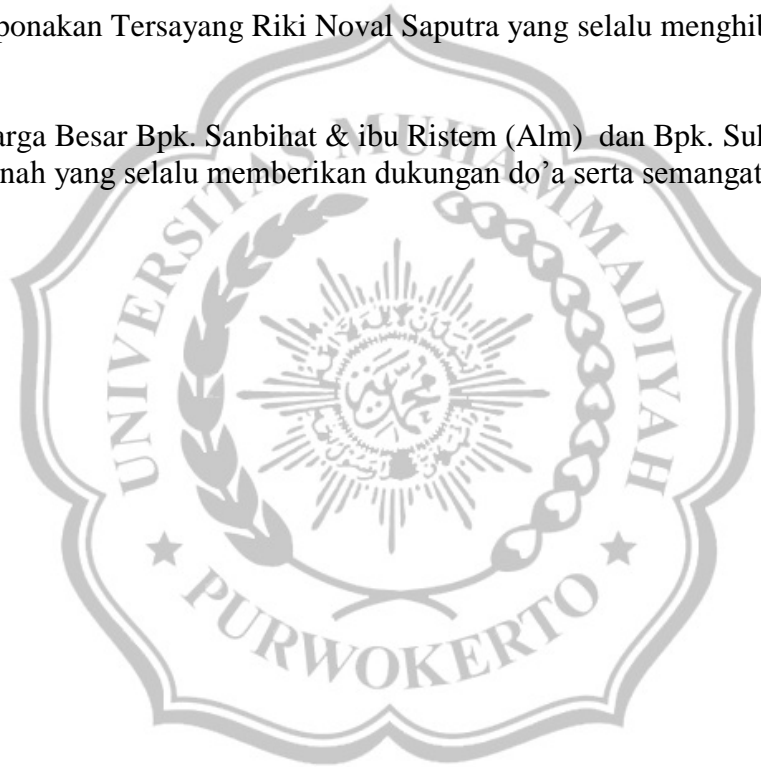 ponakan Tersayang Riki Noval Saputra yang selalu menghib
arga Besar Bpk. Sanbihat & ibu Ristem (Alm) dan Bpk. Suk
nah yang selalu memberikan dukungan do’a serta semangat
UNIVERSITAS MUHAMMADIYAH
PURWOKERTO